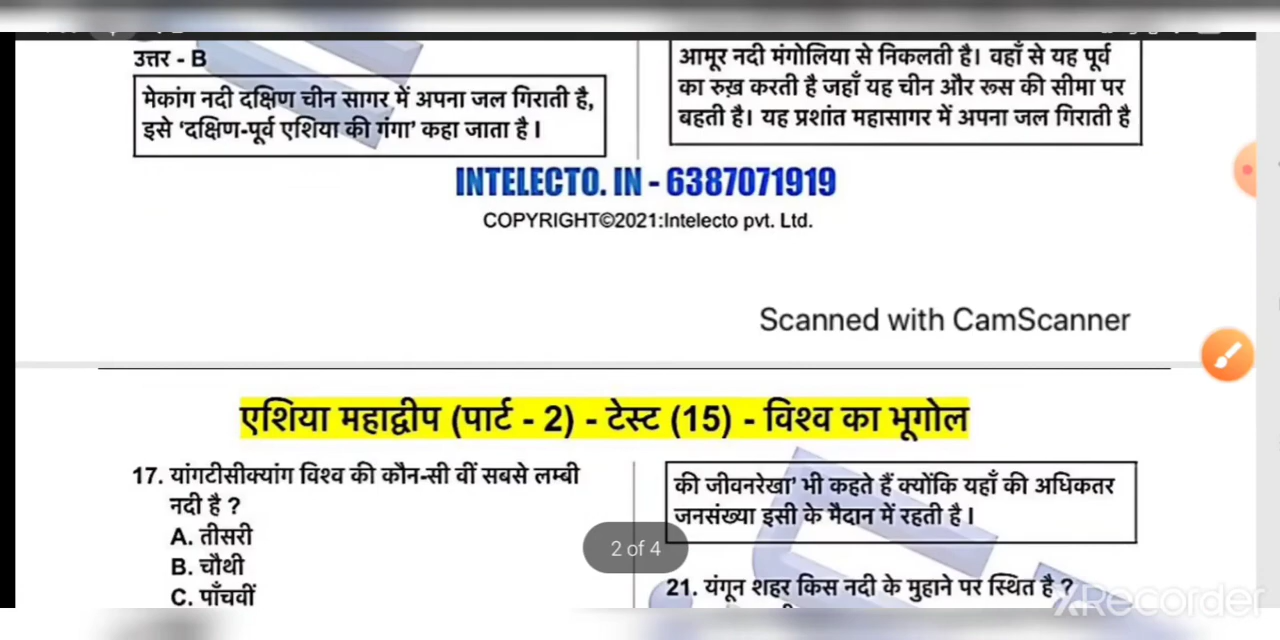 उत्तर - B
मेकांग नदी दक्षिण चीन सागर में अपना जल गिराती है,
इसे 'दक्षिण-पूर्व एशिया की गंगा' कहा जाता है।
आमूर नदी मंगोलिया से निकलती है। वहाँ से यह पूर्व
का रुख़ करती है जहाँ यह चीन और रूस की सीमा पर
बहती है। यह प्रशांत महासागर में अपना जल गिराती है
INTELECTO. IN - 6387071919
COPYRIGHT©2021:Intelecto pvt. Ltd.
Scanned with CamScanner
एशिया महाद्वीप (पार्ट - 2) - टेस्ट (15) - विश्व का भूगोल
17. यांगटीसीक्यांग विश्व की कौन-सी वीं सबसे लम्बी
नदी है ?
A. तीसरी
B. चौथी
C. पाँचवीं
की जीवनरेखा' भी कहते हैं क्योंकि यहाँ की अधिकतर
जनसंख्या इसी के मैदान में रहती है।
2 of 4
21. यंगून शहर किस नदी के मुहाने पर स्थित है ?
XRecorder